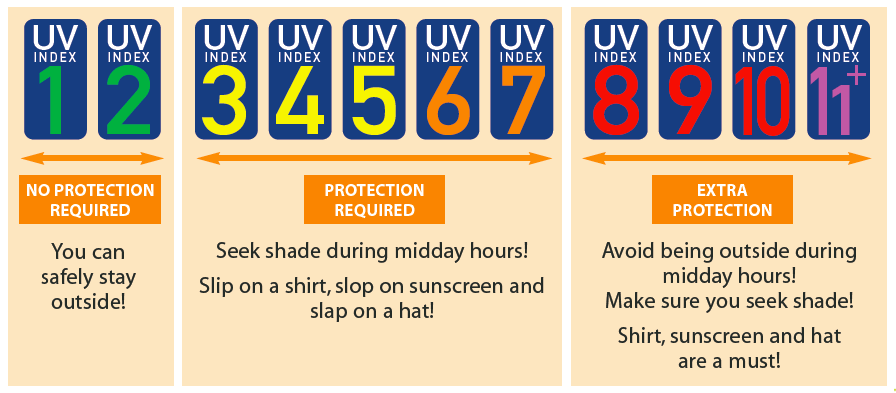 UV
INDEX
1
UV
INDEX
2
NO PROTECTION
REQUIRED
You can
safely stay
outside!
UV
INDEX
3
UV
INDEX
4
UV
INDEX
5
UV
INDEX
6
UV
INDEX
7
PROTECTION
REQUIRED
Seek shade during midday hours!
Slip on a shirt, slop on sunscreen and
slap on a hat!
UV
INDEX
8
UV
INDEX
9
UV
INDEX
10
UV
INDEX
11+
EXTRA
PROTECTION
Avoid being outside during
midday hours!
Make sure you seek shade!
Shirt, sunscreen and hat
are a must!